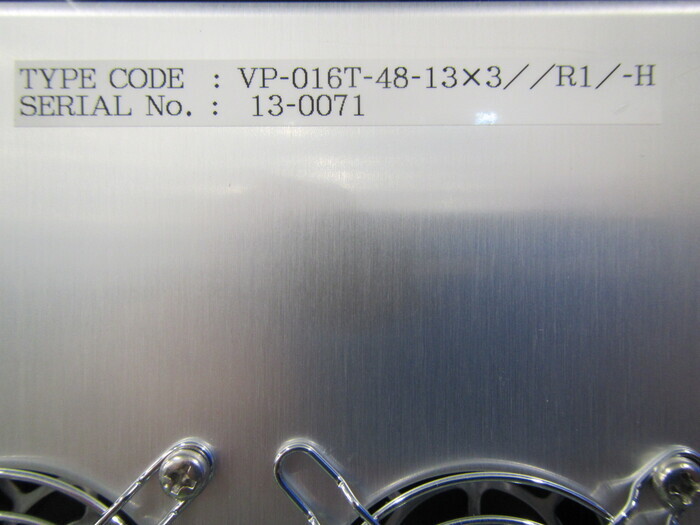 TYPE CODE : VP-016T-48-13×3//R1/-H
SERIAL No. : 13-0071